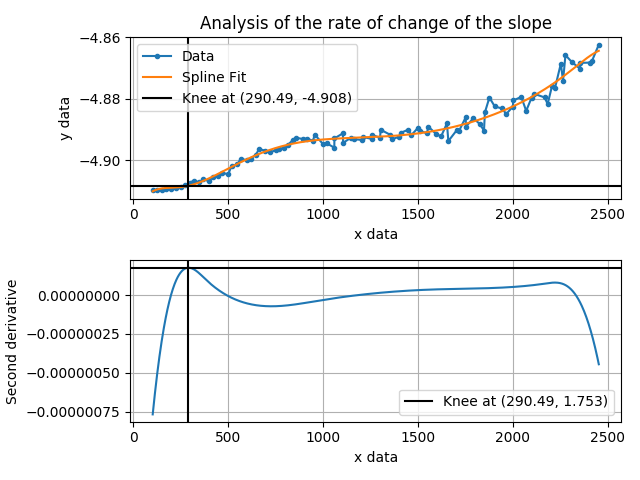 Analysis of the rate of change of the slope
Data
Spline Fit
Knee at (290.49, -4.908)
y data
−4.86
−4.88
−4.90
0 500 1000 1500 2000 2500
x data
Second derivative
0.00000000
−0.00000025
−0.00000050
−0.00000075
Knee at (290.49, 1.753)
0 500 1000 1500 2000 2500
x data